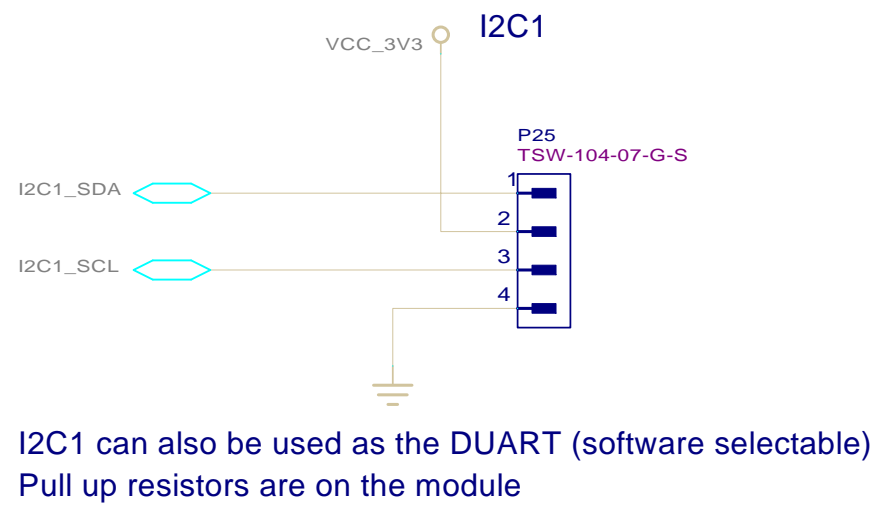 I2C1
VCC_3V3
P25
TSW-104-07-G-S
1
I2C1_SDA
2
3
I2C1_SCL
4
I2C1 can also be used as the DUART (software selectable)
Pull up resistors are on the module